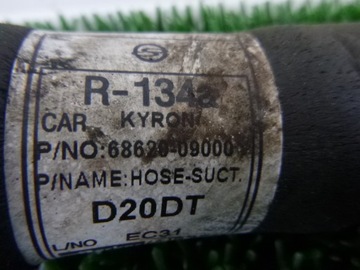 R-134a
CAR KYRON
P/NO:68620-09000
P/NAME:HOSE-SUCT.
D20DT
L/NO EC31